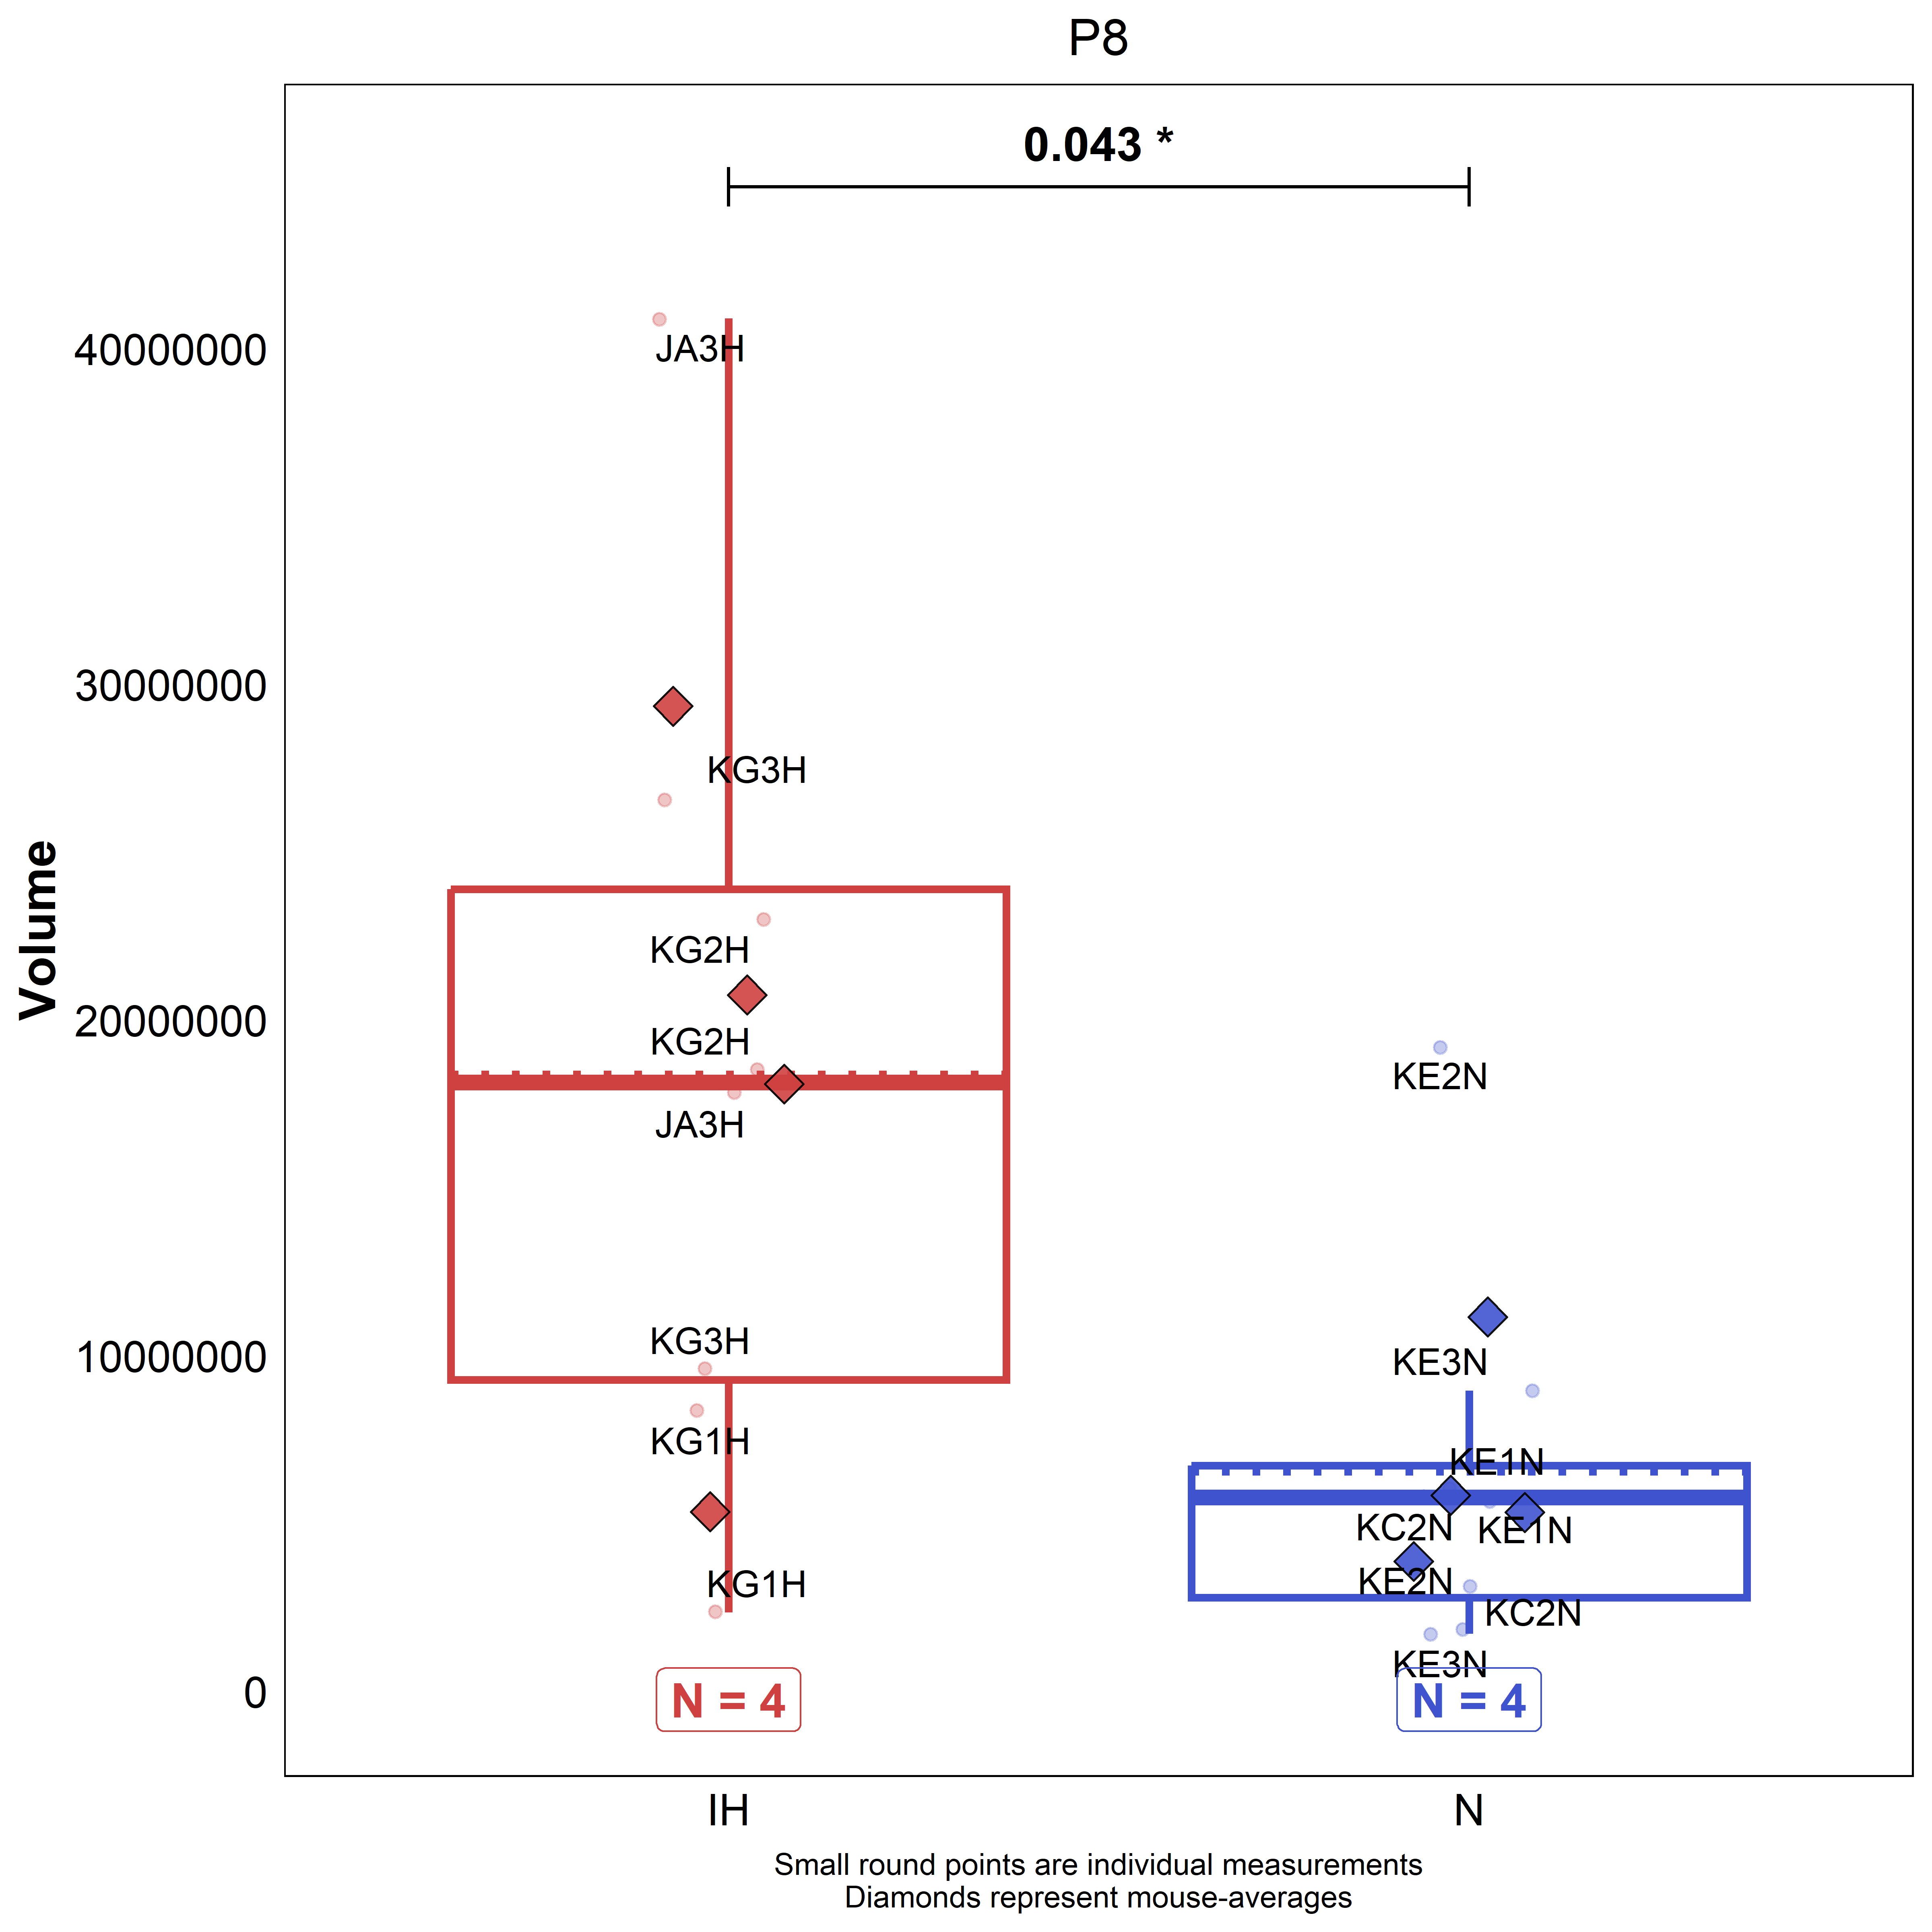 P8
0.043 *
40000000
30000000
20000000
10000000
0
Volume
JA3H
KG3H
KG2H
KG2H
JA3H
KG3H
KG1H
KG1H
KE2N
KE3N
KE1N
KC2N
KE1N
KE2N
KC2N
KE3N
N = 4
N = 4
IH
N
Small round points are individual measurements
Diamonds represent mouse-averages